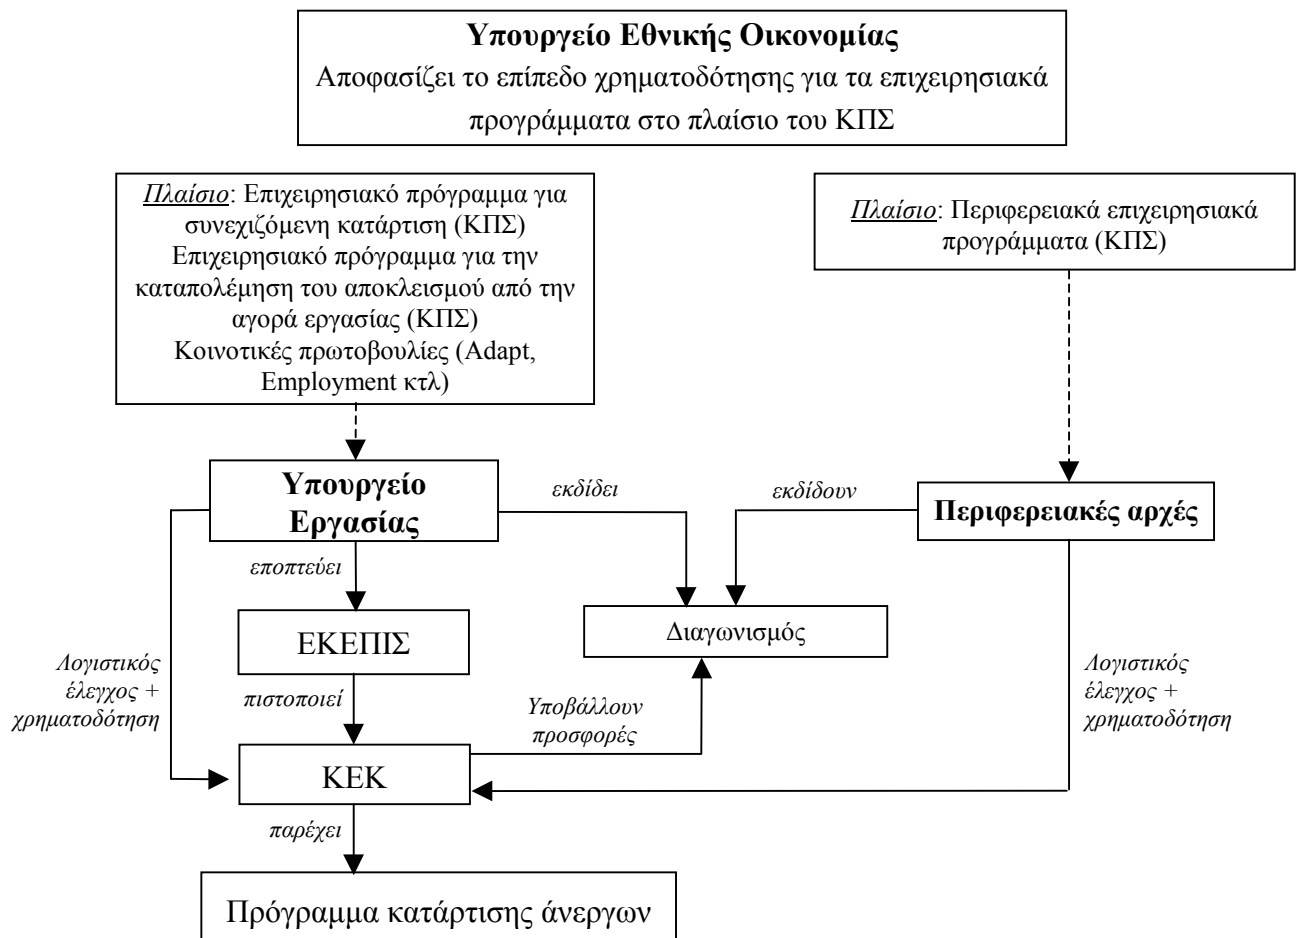 Υπουργείο Εθνικής Οικονομίας
Αποφασίζει το επίπεδο χρηματοδότησης για τα επιχειρησιακά
προγράμματα στο πλαίσιο του ΚΠΣ
Πλαίσιο: Επιχειρησιακό πρόγραμμα για
συνεχιζόμενη κατάρτιση (ΚΠΣ)
Επιχειρησιακό πρόγραμμα για την
καταπολέμηση του αποκλεισμού από την
αγορά εργασίας (ΚΠΣ)
Κοινοτικές πρωτοβουλίες (Adapt,
Employment κτλ)
Πλαίσιο: Περιφερειακά επιχειρησιακά
προγράμματα (ΚΠΣ)
Υπουργείο
Εργασίας
εκδίδει
εκδίδουν
Περιφερειακές αρχές
εποπτεύει
ΕΚΕΠΙΣ
Διαγωνισμός
Λογιστικός
έλεγχος +
χρηματοδότηση
πιστοποιεί
Υποβάλλουν
προσφορές
Λογιστικός
έλεγχος +
χρηματοδότηση
ΚΕΚ
παρέχει
Πρόγραμμα κατάρτισης άνεργων